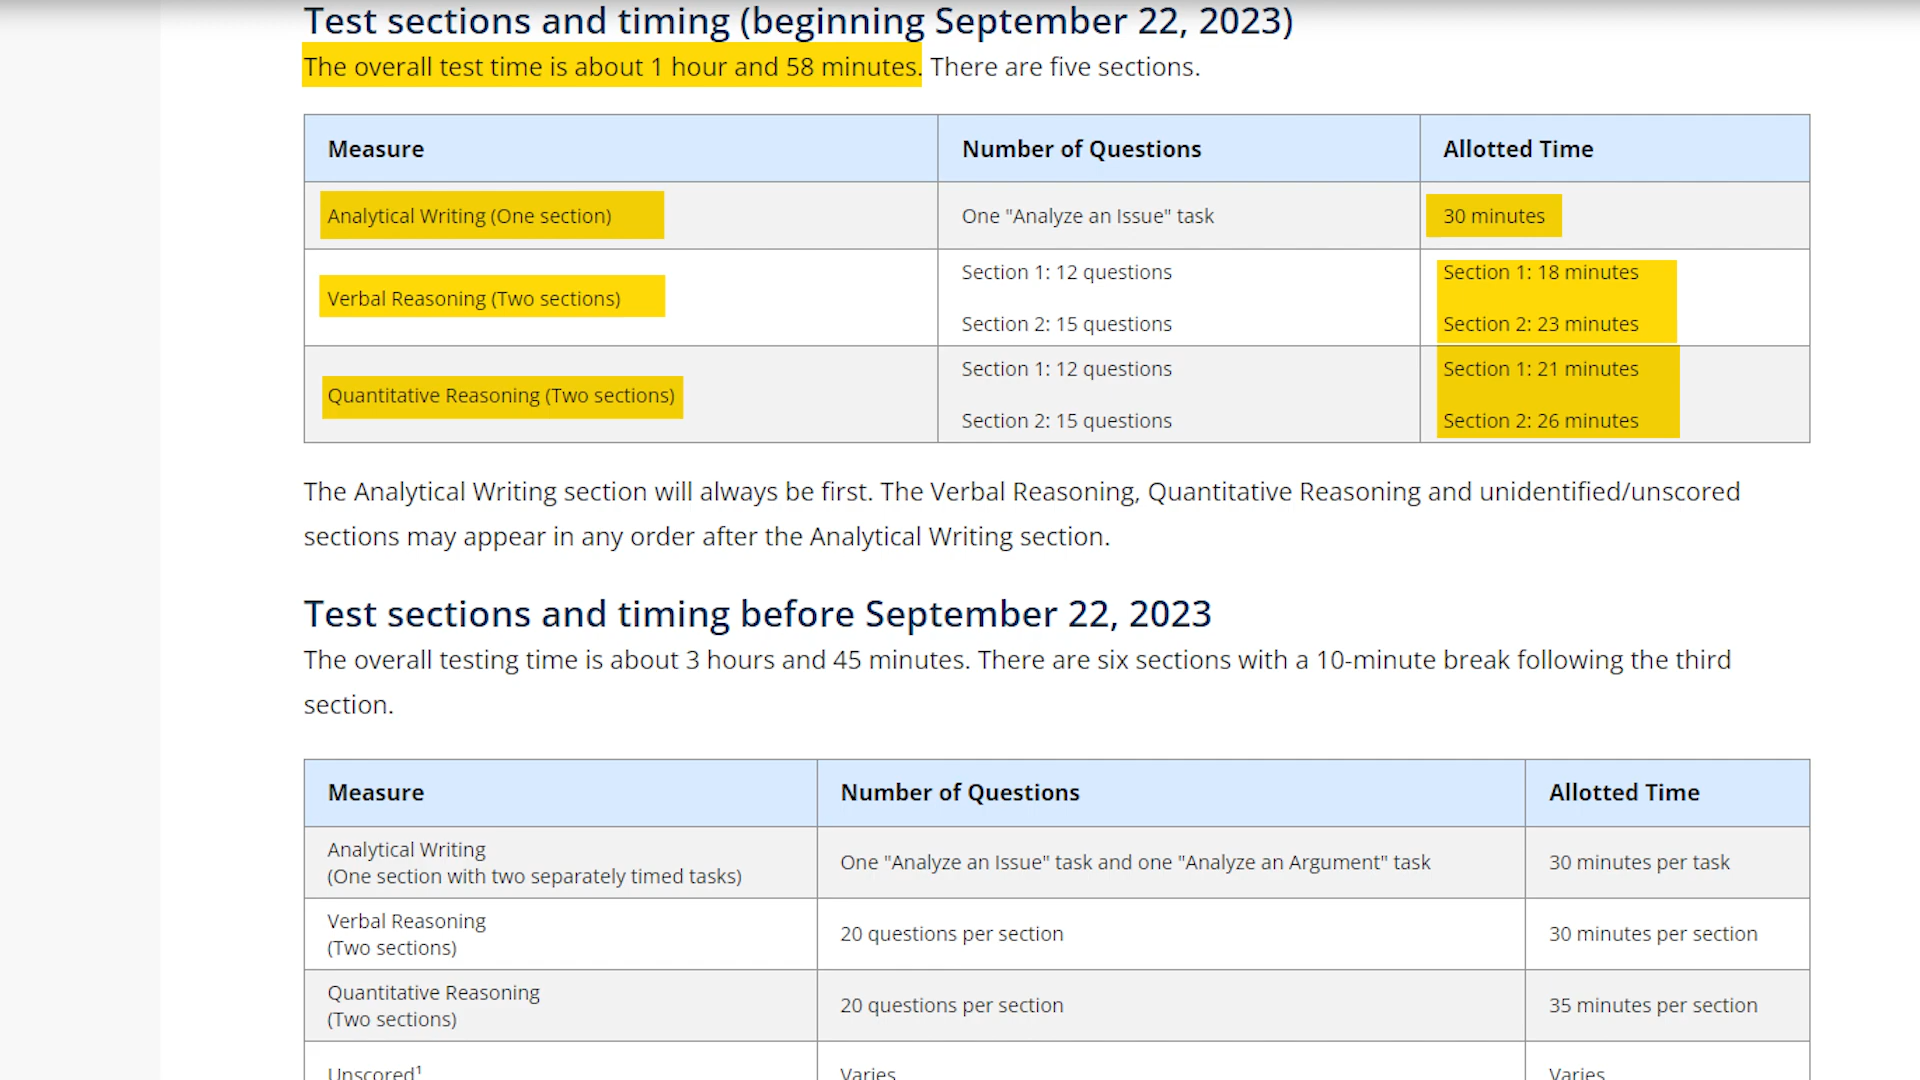 Test sections and timing (beginning September 22, 2023)
The overall test time is about 1 hour and 58 minutes. There are five sections.
Measure
Number of Questions
Allotted Time
Analytical Writing (One section)
One "Analyze an Issue" task
30 minutes
Verbal Reasoning (Two sections)
Section 1: 12 questions
Section 2: 15 questions
Section 1: 18 minutes
Section 2: 23 minutes
Quantitative Reasoning (Two sections)
Section 1: 12 questions
Section 2: 15 questions
Section 1: 21 minutes
Section 2: 26 minutes
The Analytical Writing section will always be first. The Verbal Reasoning, Quantitative Reasoning and unidentified/unscored
sections may appear in any order after the Analytical Writing section.
Test sections and timing before September 22, 2023
The overall testing time is about 3 hours and 45 minutes. There are six sections with a 10-minute break following the third
section.
Measure
Number of Questions
Allotted Time
Analytical Writing
(One section with two separately timed tasks)
One "Analyze an Issue" task and one "Analyze an Argument" task
30 minutes per task
Verbal Reasoning
(Two sections)
20 questions per section
30 minutes per section
Quantitative Reasoning
(Two sections)
20 questions per section
35 minutes per section
Unscored¹
Varies
Varies